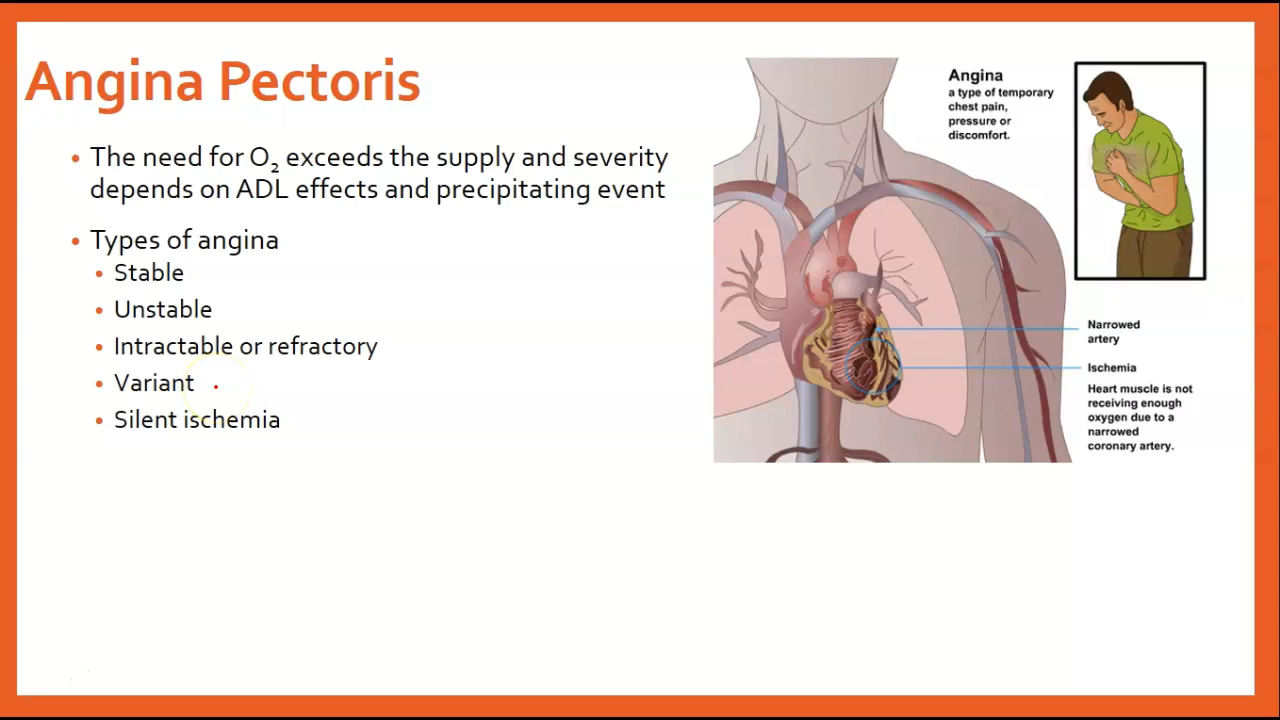 Angina Pectoris
• The need for O₂ exceeds the supply and severity
depends on ADL effects and precipitating event
• Types of angina
• Stable
• Unstable
• Intractable or refractory
• Variant
• Silent ischemia
Angina
a type of temporary
chest pain,
pressure or
discomfort.
Narrowed
artery
Ischemia
Heart muscle is not
receiving enough
oxygen due to a
narrowed
coronary artery.